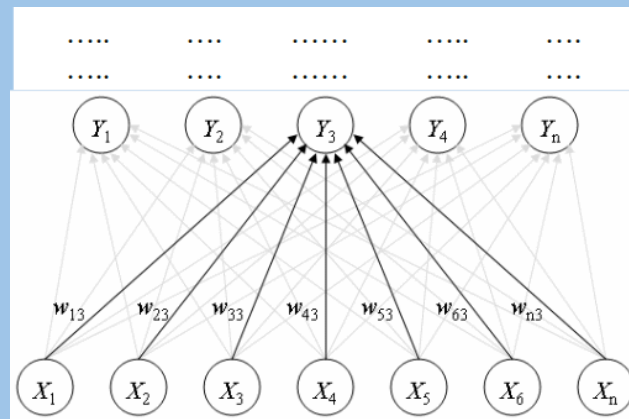 ..... .... ...... ..... ....
..... .... ...... ..... ....
Y₁ Y₂ Y₃ Y₄ Yₙ
w₁₃ w₂₃ w₃₃ w₄₃ w₅₃ w₆₃ wₙ₃
X₁ X₂ X₃ X₄ X₅ X₆ Xₙ